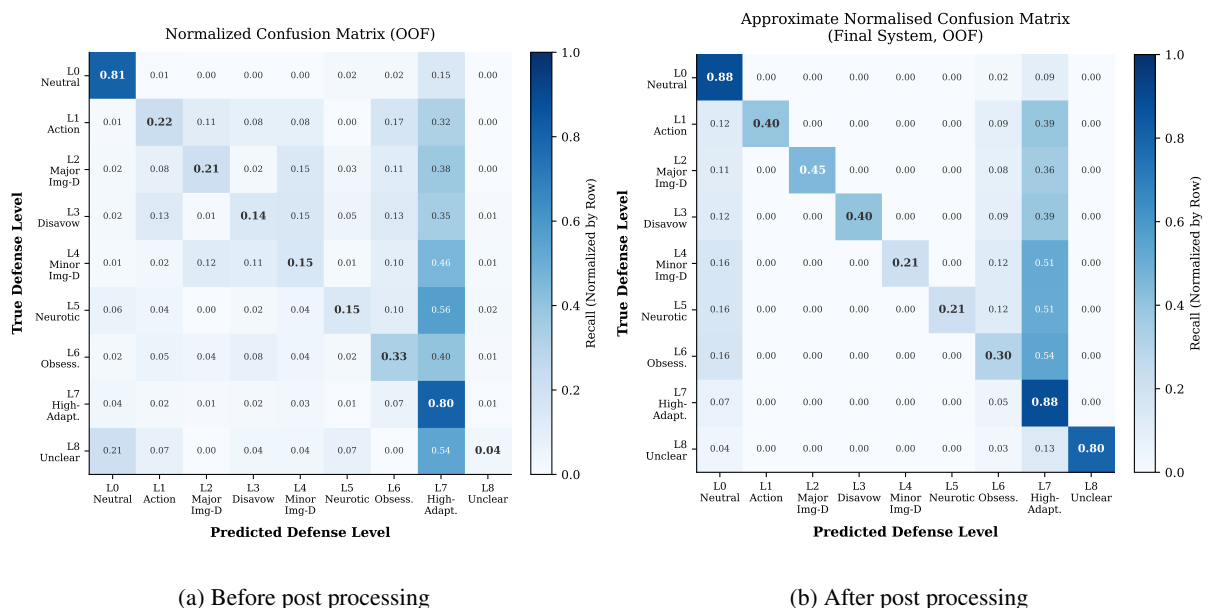 Normalized Confusion Matrix (OOF)
L0 Neutral 0.81 0.01 0.00 0.00 0.00 0.02 0.02 0.15 0.00
L1 Action 0.01 0.22 0.11 0.08 0.08 0.00 0.17 0.32 0.00
L2 Major Img-D 0.02 0.08 0.21 0.02 0.15 0.03 0.11 0.38 0.00
L3 Disavow 0.02 0.13 0.01 0.14 0.15 0.05 0.13 0.35 0.01
L4 Minor Img-D 0.01 0.02 0.12 0.11 0.15 0.01 0.10 0.46 0.01
L5 Neurotic 0.06 0.04 0.00 0.02 0.04 0.15 0.10 0.56 0.02
L6 Obsess. 0.02 0.05 0.04 0.08 0.04 0.02 0.33 0.40 0.01
L7 High-Adapt. 0.04 0.02 0.01 0.02 0.03 0.01 0.07 0.80 0.01
L8 Unclear 0.21 0.07 0.00 0.04 0.04 0.07 0.00 0.54 0.04
L0 Neutral L1 Action L2 Major Img-D L3 Disavow L4 Minor Img-D L5 Neurotic L6 Obsess. L7 High-Adapt. L8 Unclear
Predicted Defense Level
True Defense Level
1.0
0.8
0.6
0.4
0.2
0.0
Recall (Normalized by Row)
(a) Before post processing
Approximate Normalised Confusion Matrix
(Final System, OOF)
L0 Neutral 0.88 0.00 0.00 0.00 0.00 0.00 0.02 0.09 0.00
L1 Action 0.12 0.40 0.00 0.00 0.00 0.00 0.09 0.39 0.00
L2 Major Img-D 0.11 0.00 0.45 0.00 0.00 0.00 0.08 0.36 0.00
L3 Disavow 0.12 0.00 0.00 0.40 0.00 0.00 0.09 0.39 0.00
L4 Minor Img-D 0.16 0.00 0.00 0.00 0.21 0.00 0.12 0.51 0.00
L5 Neurotic 0.16 0.00 0.00 0.00 0.00 0.21 0.12 0.51 0.00
L6 Obsess. 0.16 0.00 0.00 0.00 0.00 0.00 0.30 0.54 0.00
L7 High-Adapt. 0.07 0.00 0.00 0.00 0.00 0.00 0.05 0.88 0.00
L8 Unclear 0.04 0.00 0.00 0.00 0.00 0.00 0.03 0.13 0.80
L0 Neutral L1 Action L2 Major Img-D L3 Disavow L4 Minor Img-D L5 Neurotic L6 Obsess. L7 High-Adapt. L8 Unclear
Predicted Defense Level
True Defense Level
1.0
0.8
0.6
0.4
0.2
0.0
Recall (Normalized by Row)
(b) After post processing